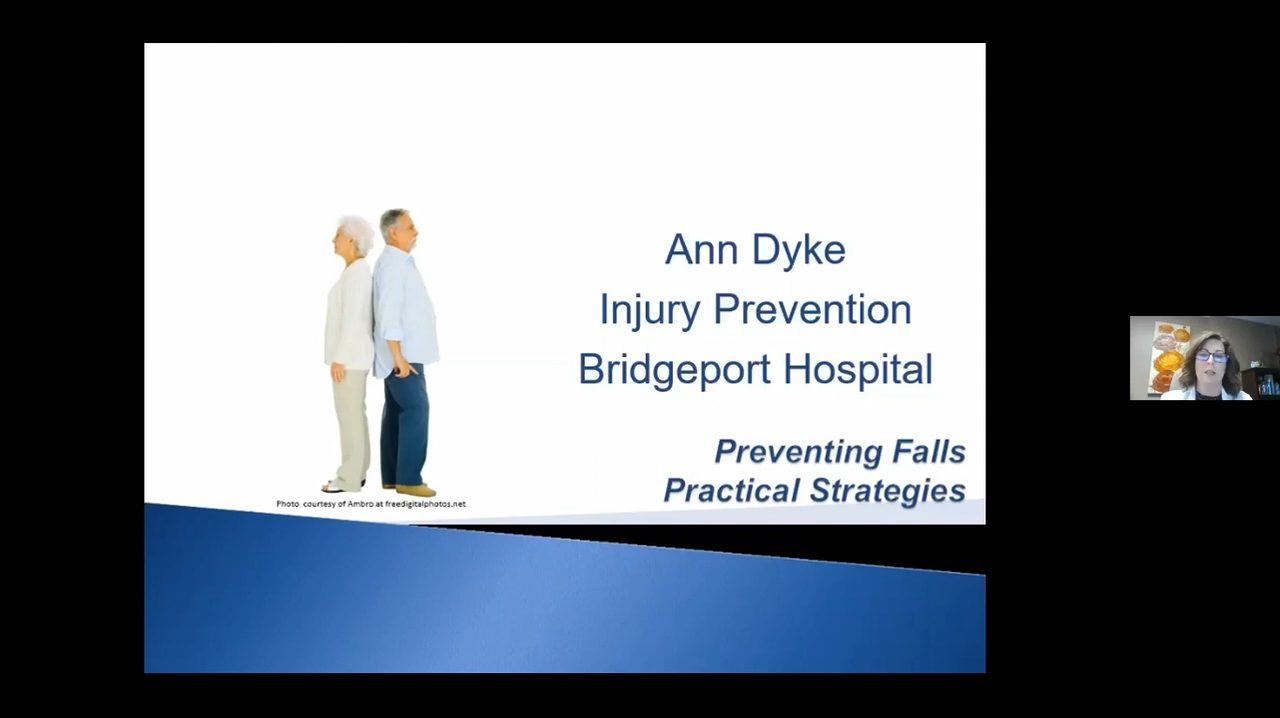 Ann Dyke
Injury Prevention
Bridgeport Hospital
Preventing Falls
Practical Strategies
Photo courtesy of Ambro at freedigitalphotos.net